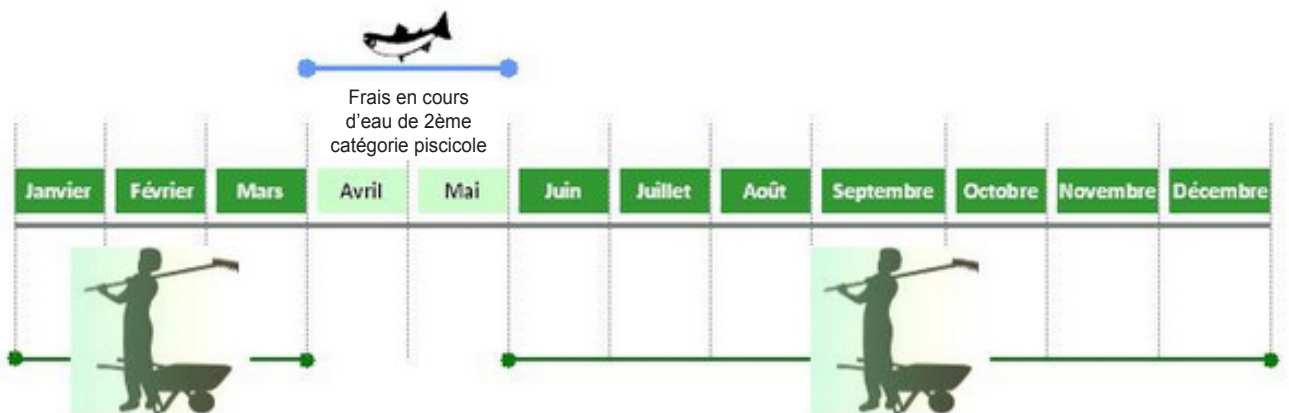 Frais en cours
d'eau de 2ème
catégorie piscicole
Janvier Février Mars Avril Mai Juin Juillet Août Septembre Octobre Novembre Décembre